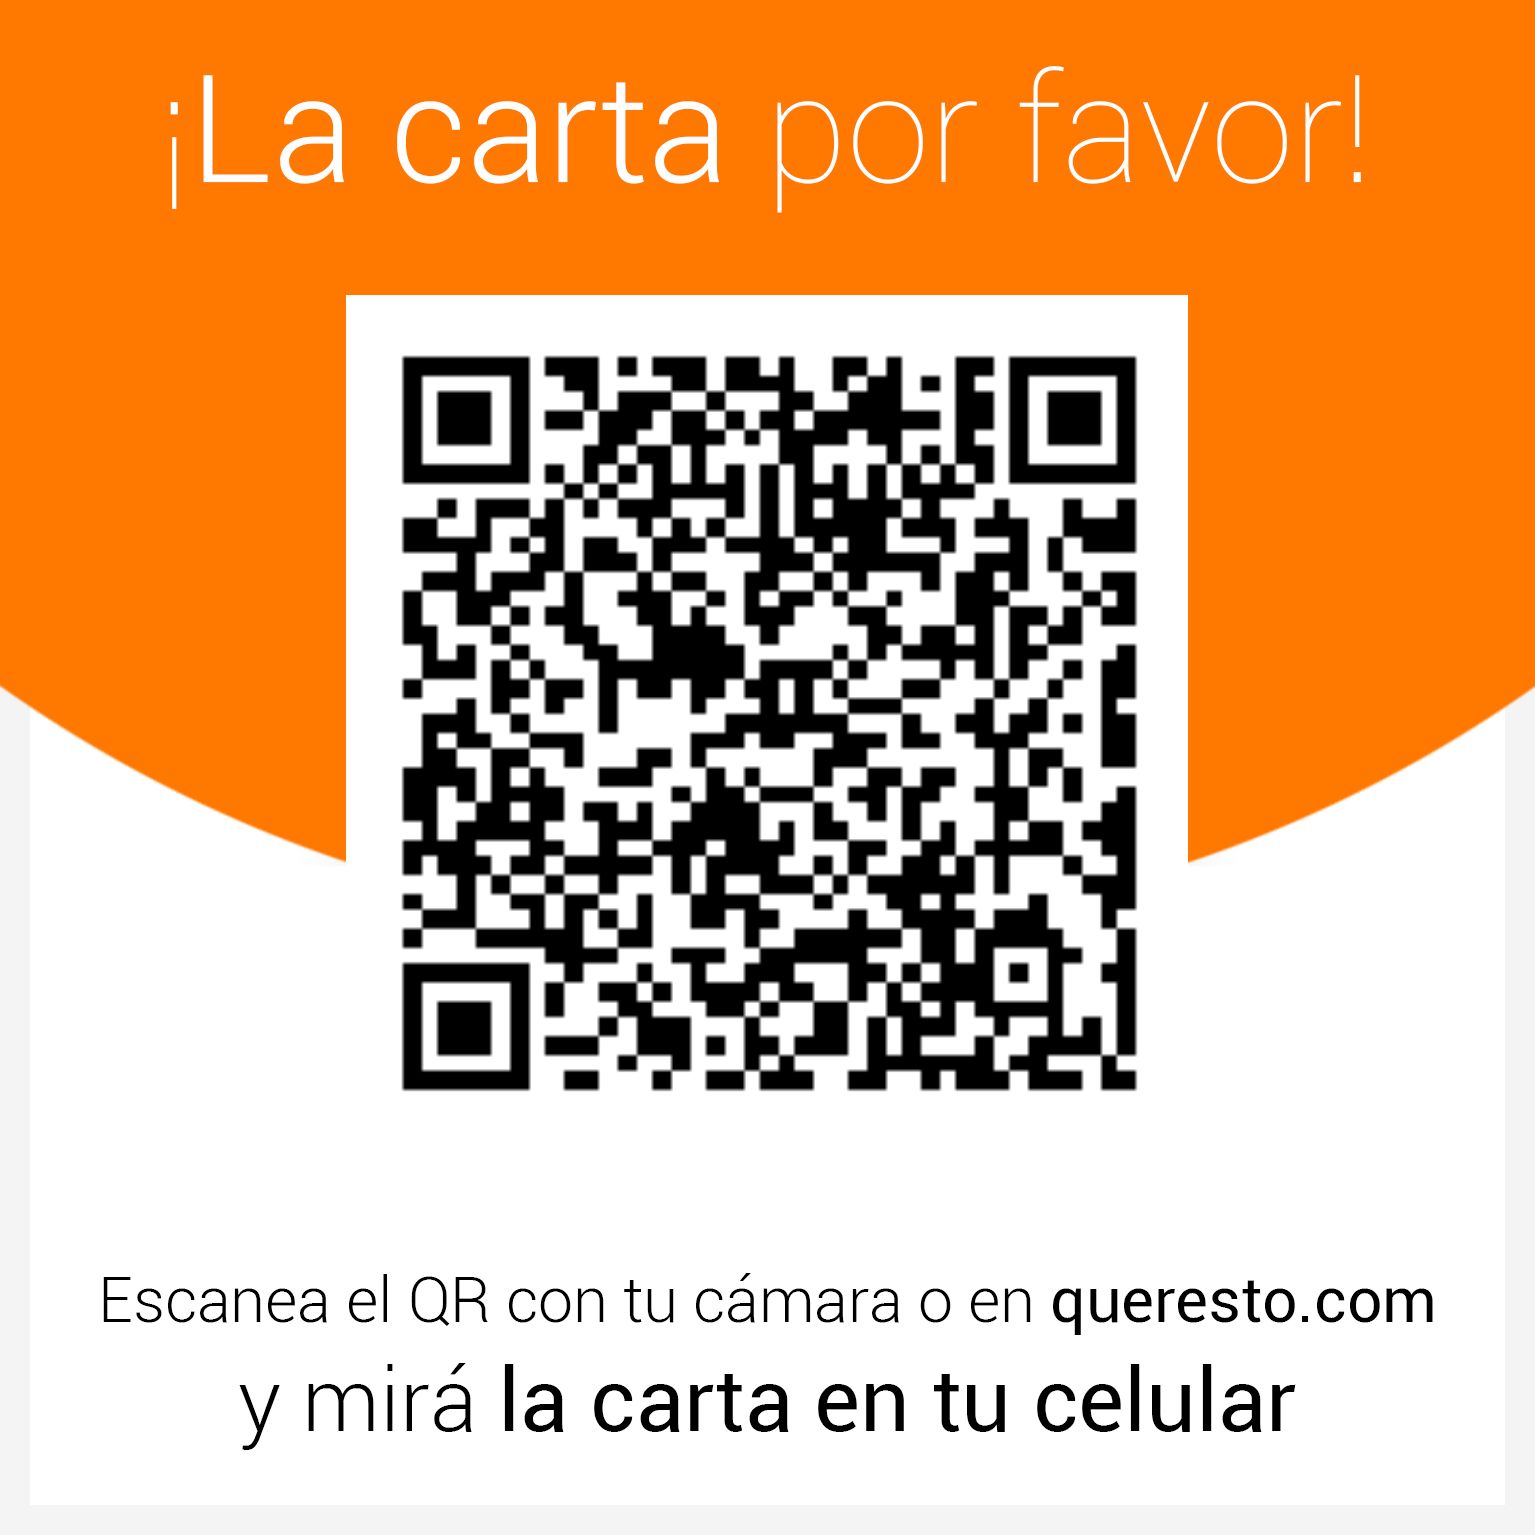 ¡La carta por favor!
Escanea el QR con tu cámara o en queresto.com
y mirá la carta en tu celular